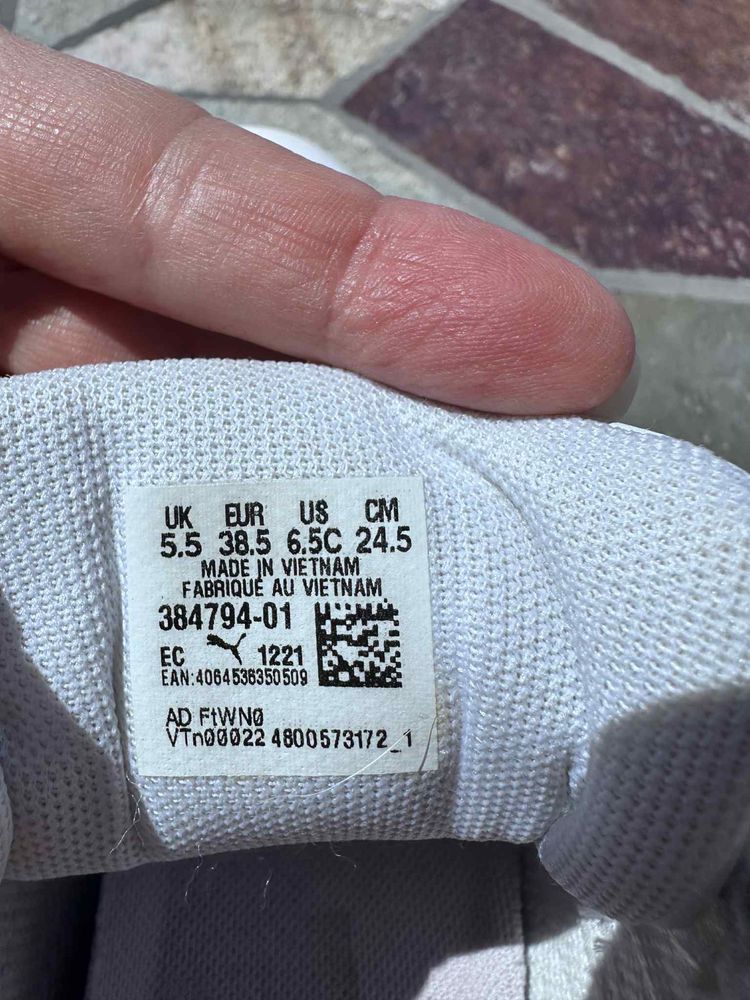 UK EUR US CM
5.5 38.5 6.5C 24.5
MADE IN VIETNAM
FABRIQUE AU VIETNAM
384794-01
EC 1221
EAN:4064536350509
AD FtWN0
VTn00022 4800573172_1